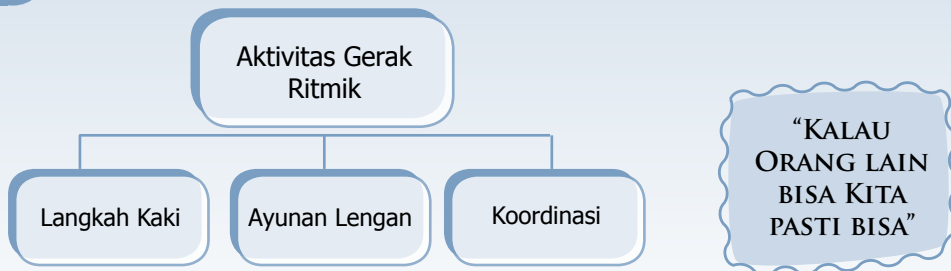 Aktivitas Gerak
Ritmik
Langkah Kaki
Ayunan Lengan
Koordinasi
“KALAU
ORANG LAIN
BISA KITA
PASTI BISA”